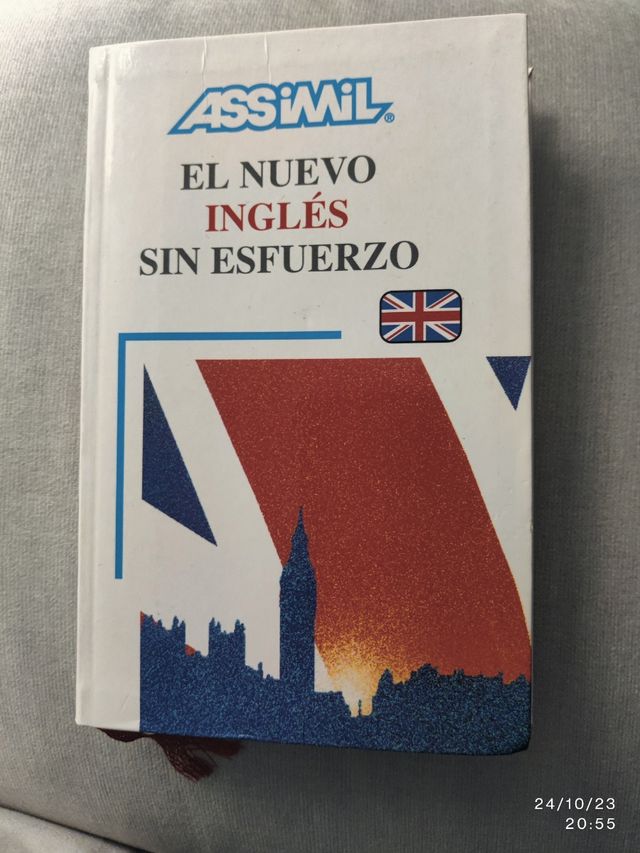 ASSiMiL®
EL NUEVO
INGLÉS
SIN ESFUERZO
24/10/23
20:55